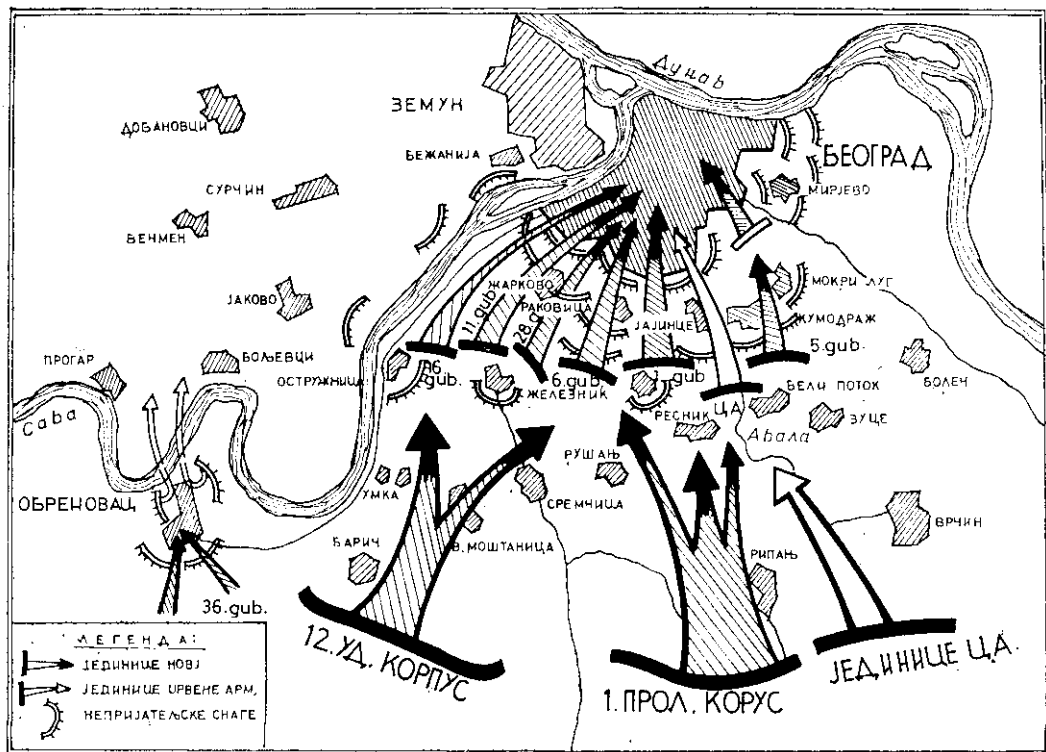 Дунав
ЗЕМУН
ДОБАНОВЦИ
БЕЖАНИЈА
БЕОГРАД
СУРЧИН
МИРЈЕВО
ЂЕЧМЕН
ЖАРКОВО
МОКРИ ЛУГ
ЈАКОВО
11.gub.
28.g
РАКОВИЦА
ЈАЈИНЦЕ
КУМОДРАЖ
ПРОГАР
БОЉЕВЦИ
ОСТРУЖНИЦА
16.
gub.
6.gub.
1. gub
5.gub.
ЖЕЛЕЗНИК
БЕЛИ ПОТОК
БОЛЕЧ
Сава
РЕСНИК
ЦА
ЗУЦЕ
Авала
РУШАЊ
УМКА
СРЕМЧИЦА
ОБРЕНОВАЦ
ВРЧИН
БАРИЧ
В. МОШТАНИЦА
РИПАЊ
36.gub.
12. УД. КОРПУС
1. ПРОЛ. КОРУС
ЈЕДИНИЦЕ ЦА.
ЛЕГЕНДА:
ЈЕДИНИЦЕ НОВЈ
ЈЕДИНИЦЕ ЦРВЕНЕ АРМ.
НЕПРИЈАТЕЉСКЕ СНАГЕ